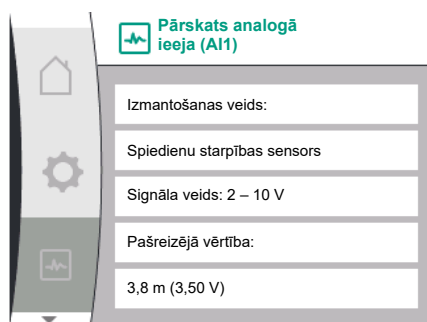 Pārskats analogā
ieeja (AI1)
Izmantošanas veids:
Spiedienu starpības sensors
Signāla veids: 2 – 10 V
Pašreizējā vērtība:
3,8 m (3,50 V)